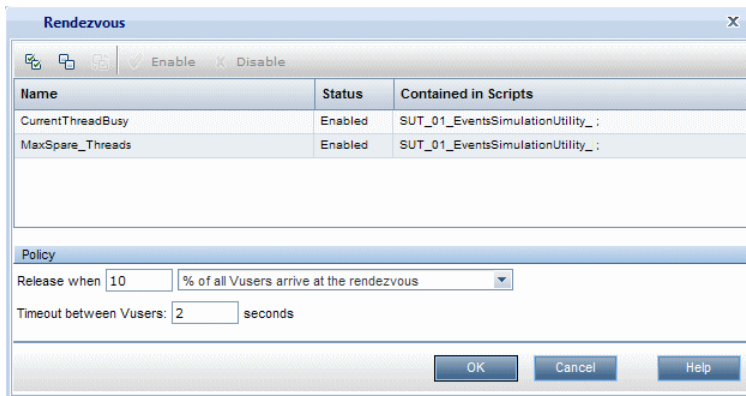 Rendezvous X
Enable Disable
Name Status Contained in Scripts
CurrentThreadBusy Enabled SUT_01_EventsSimulationUtility_ ;
MaxSpare_Threads Enabled SUT_01_EventsSimulationUtility_ ;
Policy
Release when 10 % of all Vusers arrive at the rendezvous
Timeout between Vusers: 2 seconds
OK Cancel Help